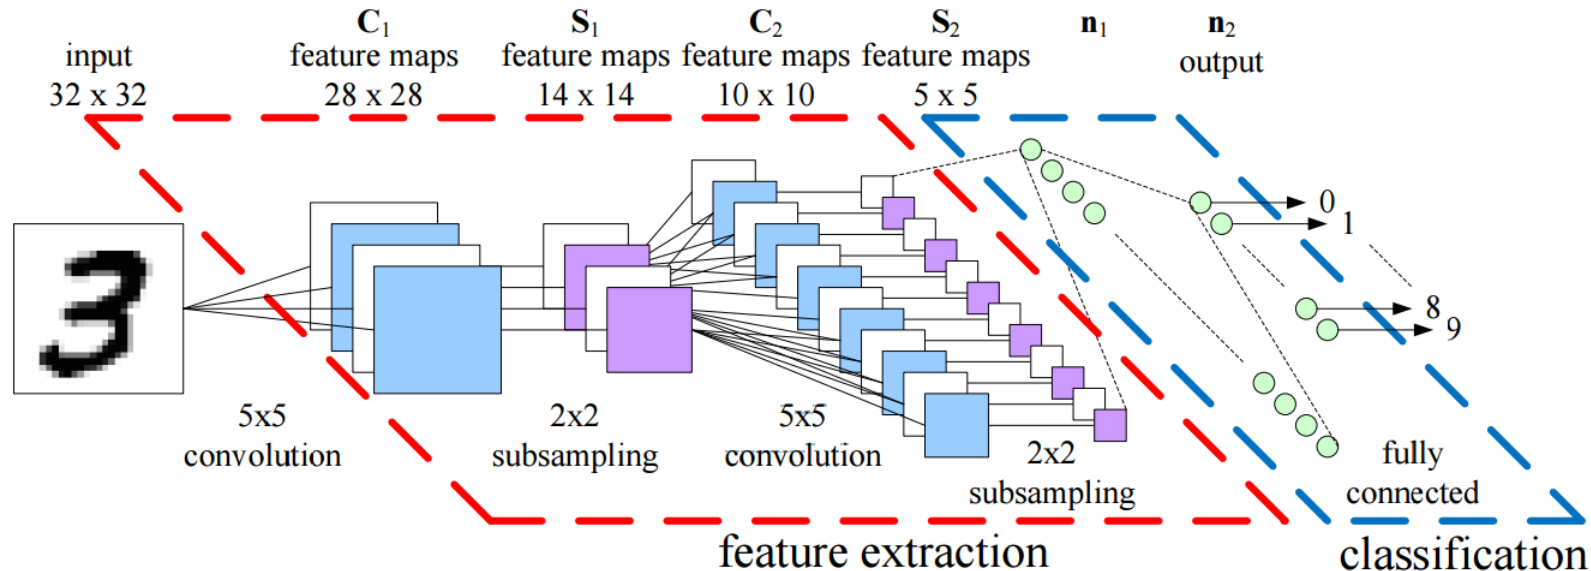 input
32 x 32
C₁
feature maps
28 x 28
S₁
feature maps
14 x 14
C₂
feature maps
10 x 10
S₂
feature maps
5 x 5
n₁
n₂
output
0
1
8
9
5x5
convolution
2x2
subsampling
5x5
convolution
2x2
subsampling
fully
connected
feature extraction
classification